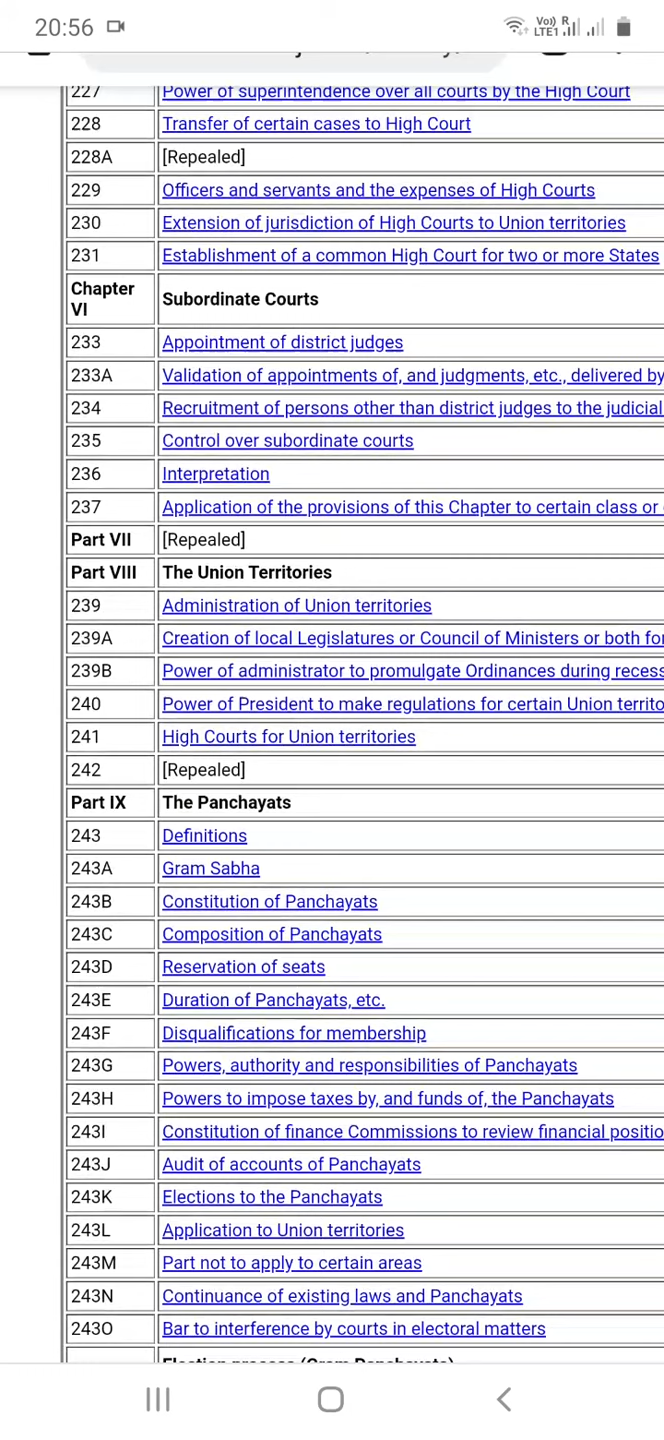 20:56
Vo)) R
LTE1
227 Power of superintendence over all courts by the High Court
228 Transfer of certain cases to High Court
228A [Repealed]
229 Officers and servants and the expenses of High Courts
230 Extension of jurisdiction of High Courts to Union territories
231 Establishment of a common High Court for two or more States
Chapter
VI Subordinate Courts
233 Appointment of district judges
233A Validation of appointments of, and judgments, etc., delivered by
234 Recruitment of persons other than district judges to the judicial
235 Control over subordinate courts
236 Interpretation
237 Application of the provisions of this Chapter to certain class or
Part VII [Repealed]
Part VIII The Union Territories
239 Administration of Union territories
239A Creation of local Legislatures or Council of Ministers or both for
239B Power of administrator to promulgate Ordinances during recess
240 Power of President to make regulations for certain Union territo
241 High Courts for Union territories
242 [Repealed]
Part IX The Panchayats
243 Definitions
243A Gram Sabha
243B Constitution of Panchayats
243C Composition of Panchayats
243D Reservation of seats
243E Duration of Panchayats, etc.
243F Disqualifications for membership
243G Powers, authority and responsibilities of Panchayats
243H Powers to impose taxes by, and funds of, the Panchayats
243I Constitution of finance Commissions to review financial positio
243J Audit of accounts of Panchayats
243K Elections to the Panchayats
243L Application to Union territories
243M Part not to apply to certain areas
243N Continuance of existing laws and Panchayats
243O Bar to interference by courts in electoral matters
Election process (Gram Panchayats)